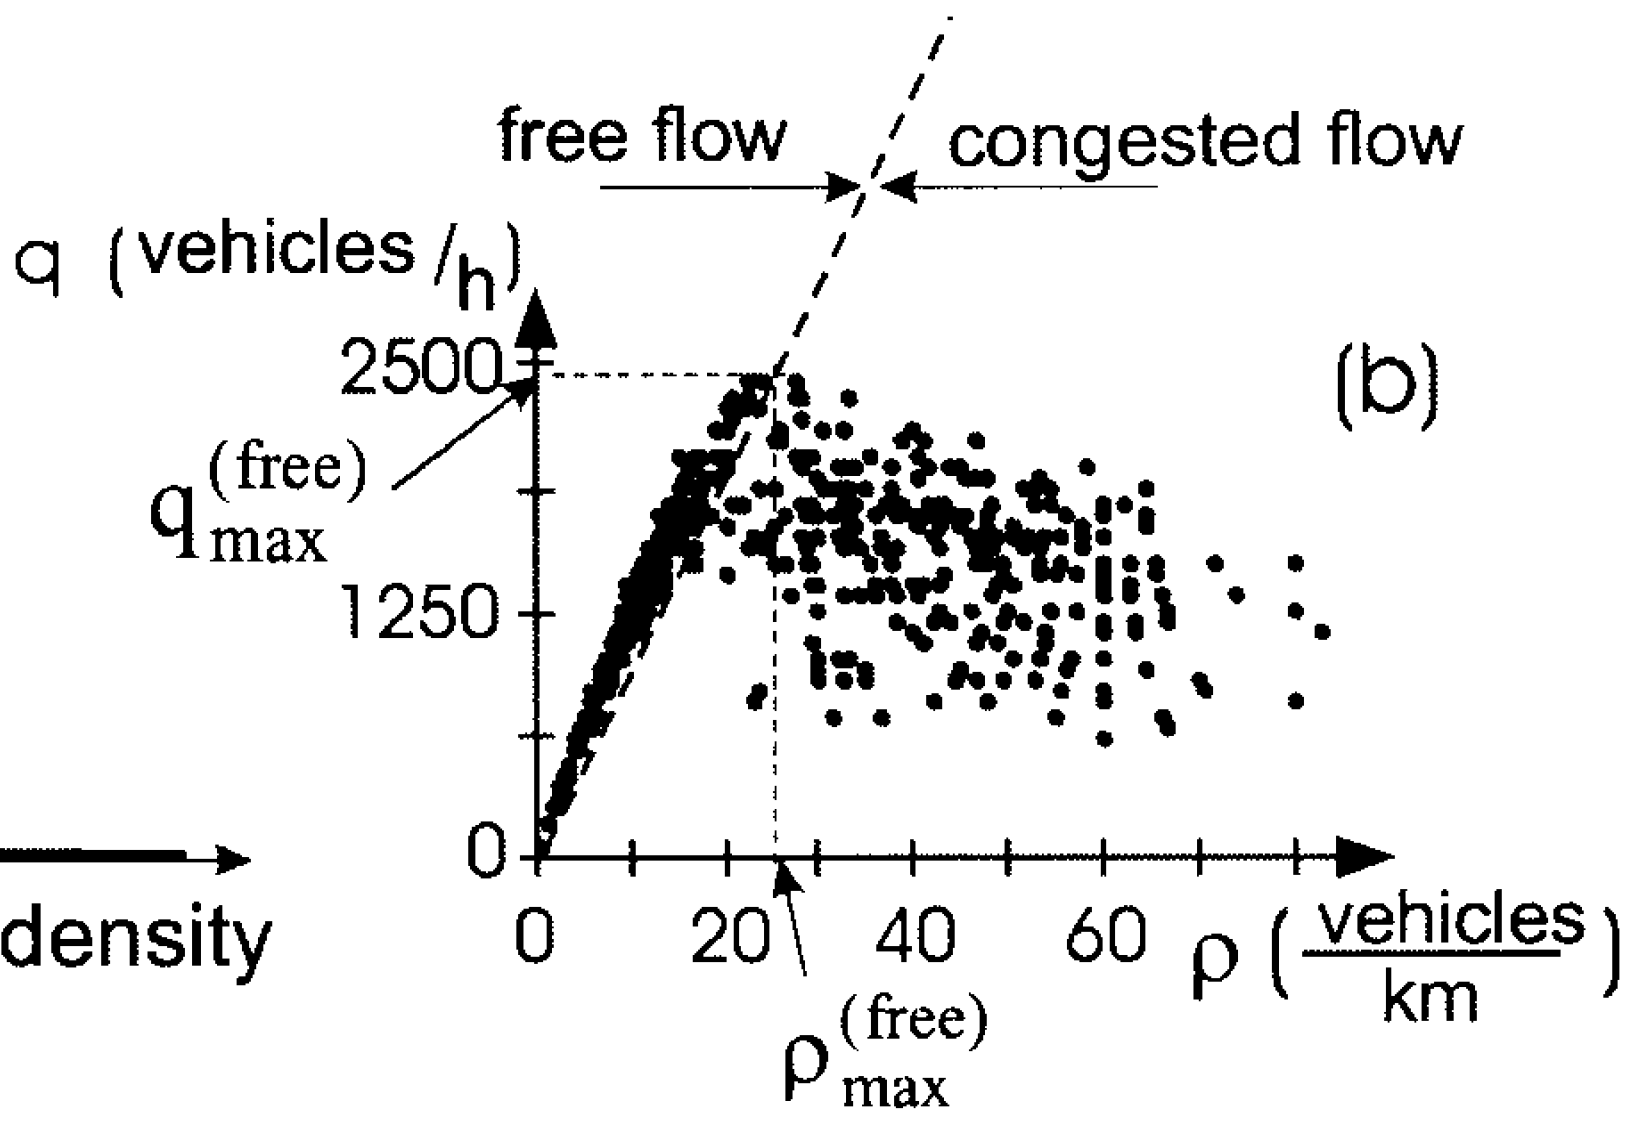 free flow congested flow
q (vehicles/h)
2500
(b)
q max (free)
1250
0
density
0 20 40 60 ρ (vehicles/km)
ρ max (free)